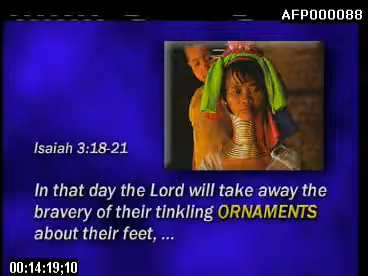 AFP000088
Isaiah 3:18-21
In that day the Lord will take away the
bravery of their tinkling ORNAMENTS
about their feet, ...
00:14:19;10